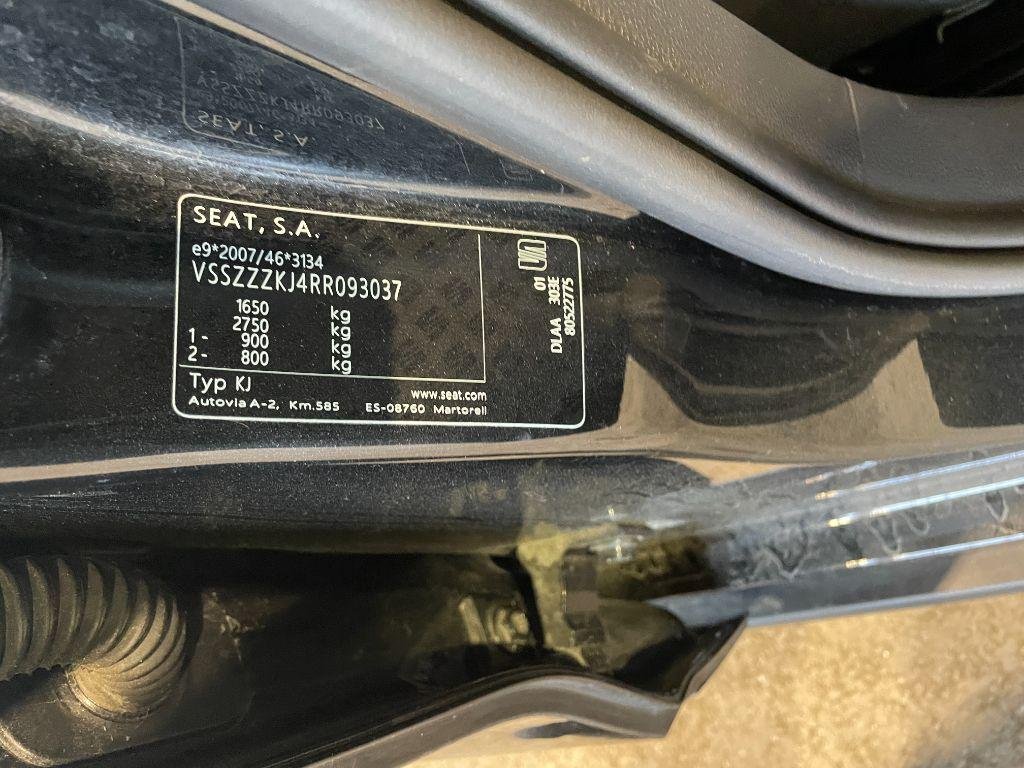 SEAT, S.A.
e9*2007/46*3134
VSSZZZKJ4RR093037
1650 kg
2750 kg
1- 900 kg
2- 800 kg
Typ KJ
www.seat.com
Autovia A-2, Km.585 ES-08760 Martorell
01
DLAA 303E
8052277S